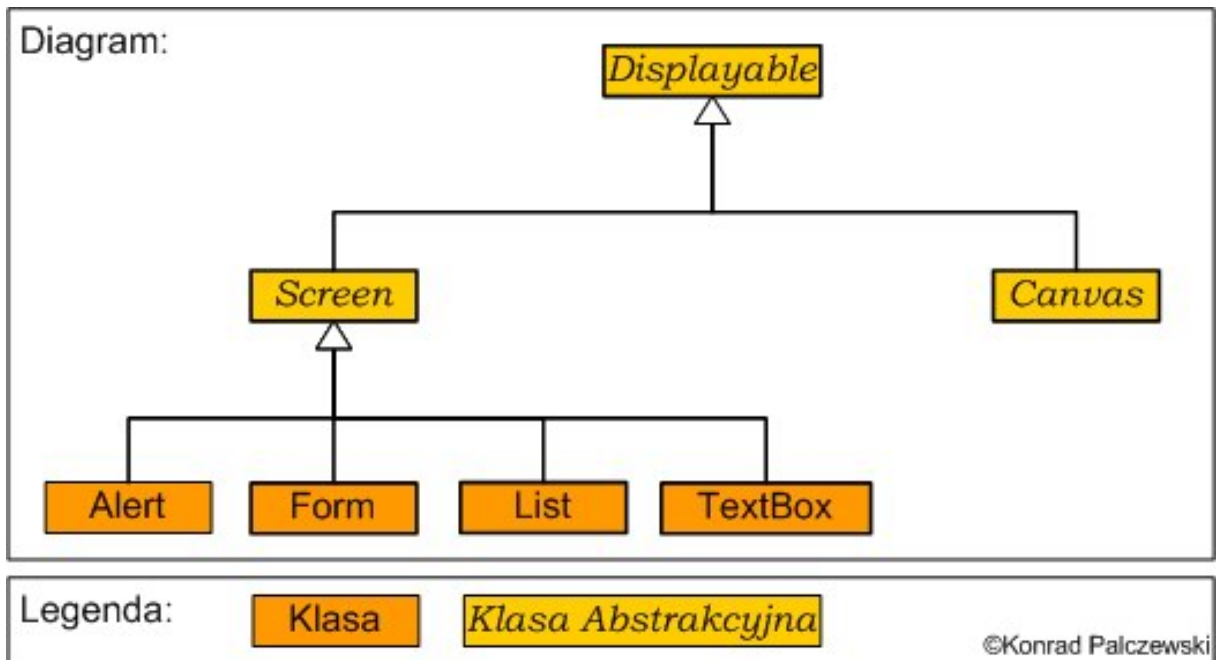 Diagram:
Displayable
Screen
Canvas
Alert
Form
List
TextBox
Legenda:
Klasa
Klasa Abstrakcyjna
©Konrad Palczewski